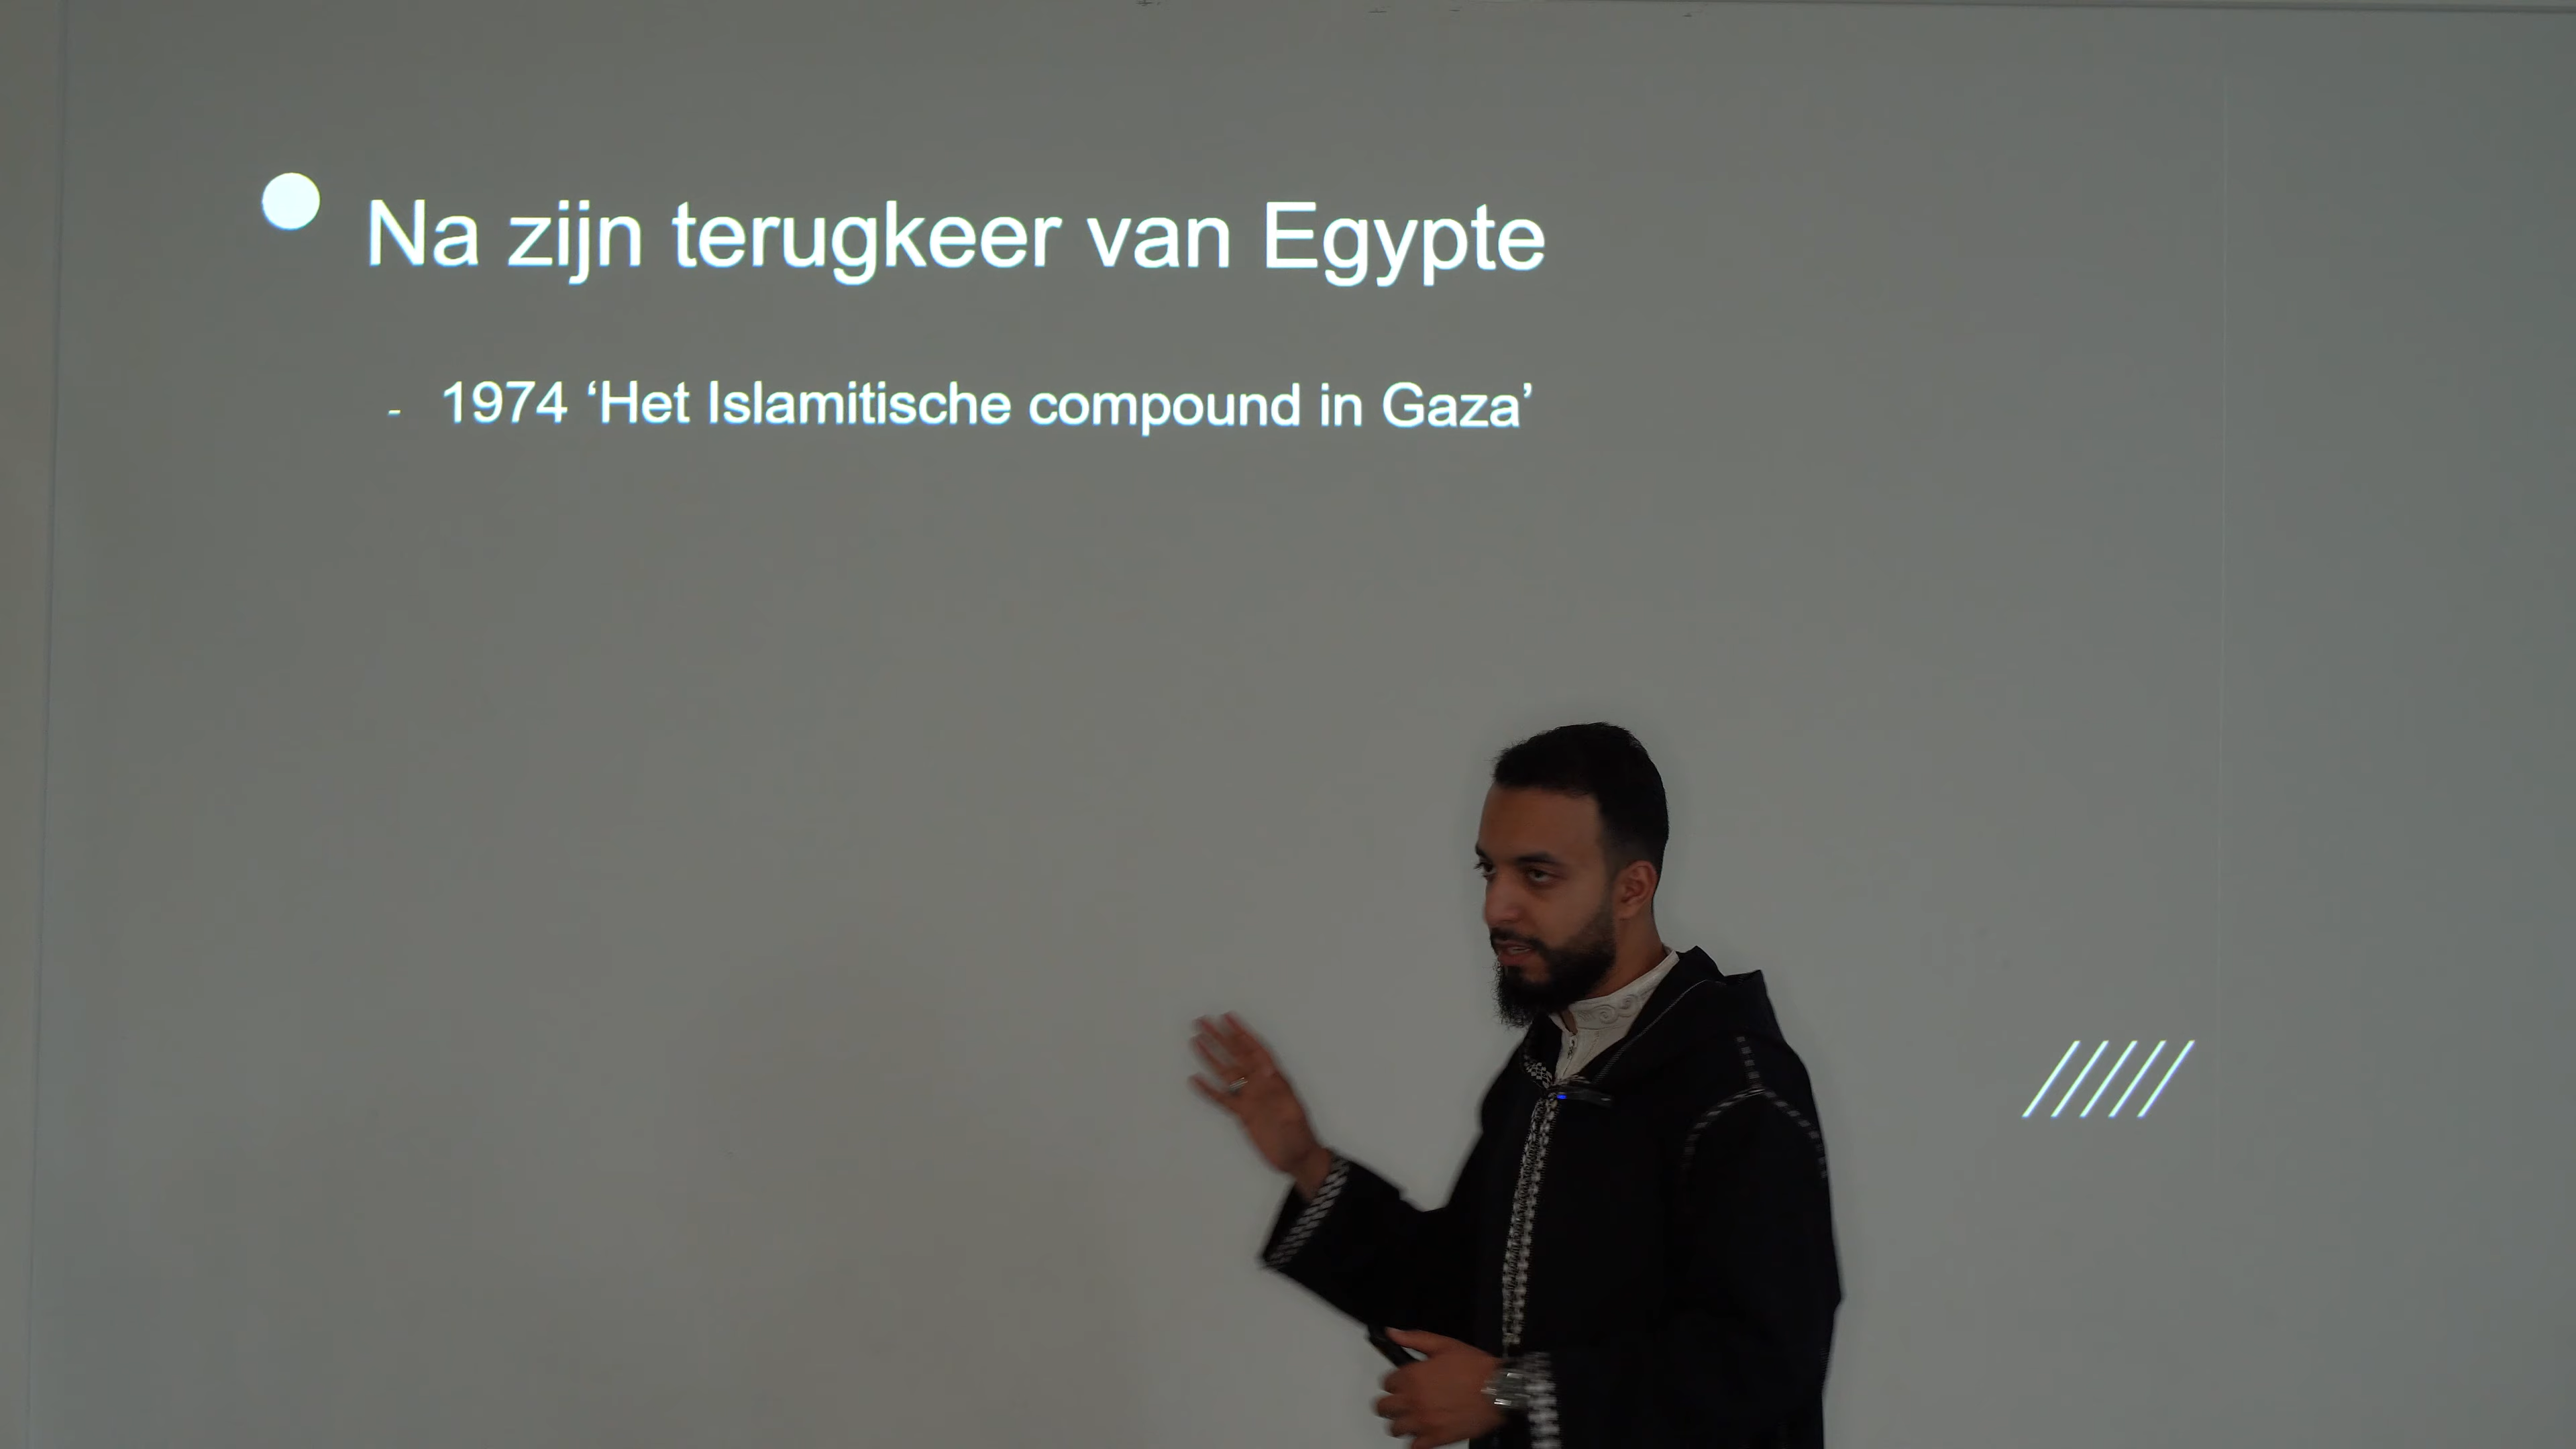 Na zijn terugkeer van Egypte
- 1974 ‘Het Islamitische compound in Gaza’